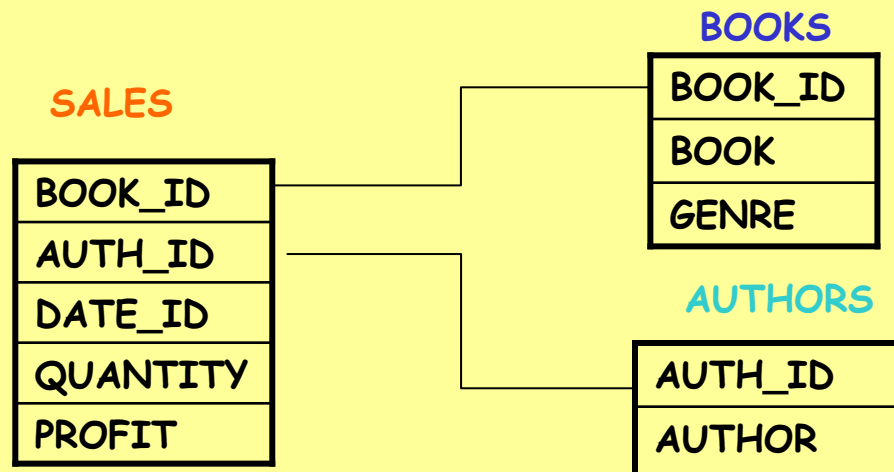 SALES
BOOK_ID
AUTH_ID
DATE_ID
QUANTITY
PROFIT
BOOKS
BOOK_ID
BOOK
GENRE
AUTHORS
AUTH_ID
AUTHOR